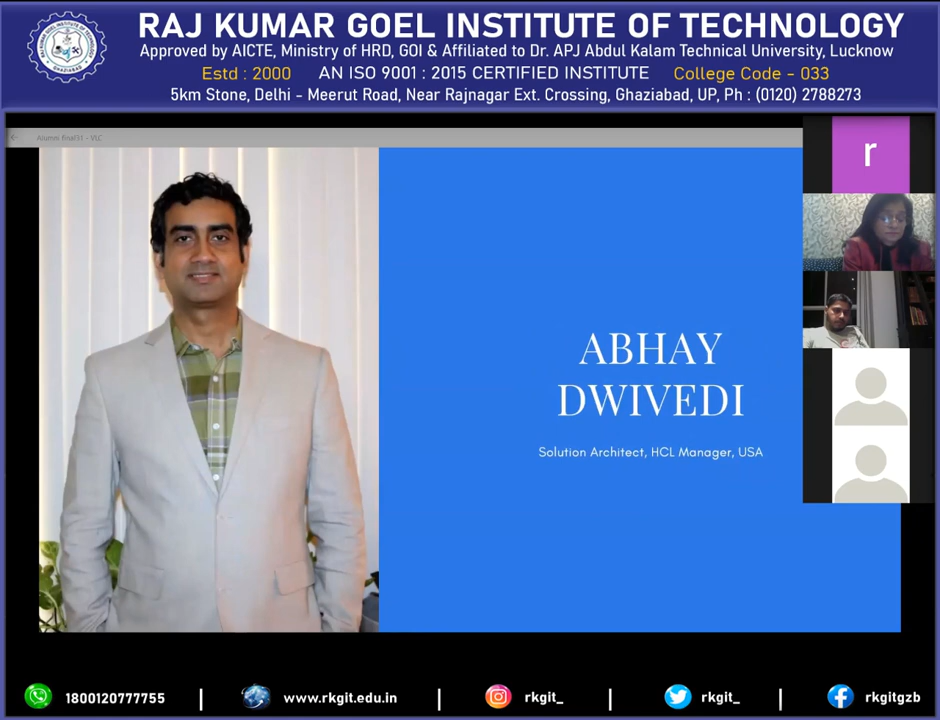 RAJ KUMAR GOEL INSTITUTE OF TECHNOLOGY
Approved by AICTE, Ministry of HRD, GOI & Affiliated to Dr. APJ Abdul Kalam Technical University, Lucknow
Estd : 2000 AN ISO 9001 : 2015 CERTIFIED INSTITUTE College Code - 033
5km Stone, Delhi - Meerut Road, Near Rajnagar Ext. Crossing, Ghaziabad, UP, Ph : (0120) 2788273
Alumni final31 - VLC
r
ABHAY
DWIVEDI
Solution Architect, HCL Manager, USA
1800120777755 | www.rkgit.edu.in | rkgit_ | rkgit_ | rkgitgzb